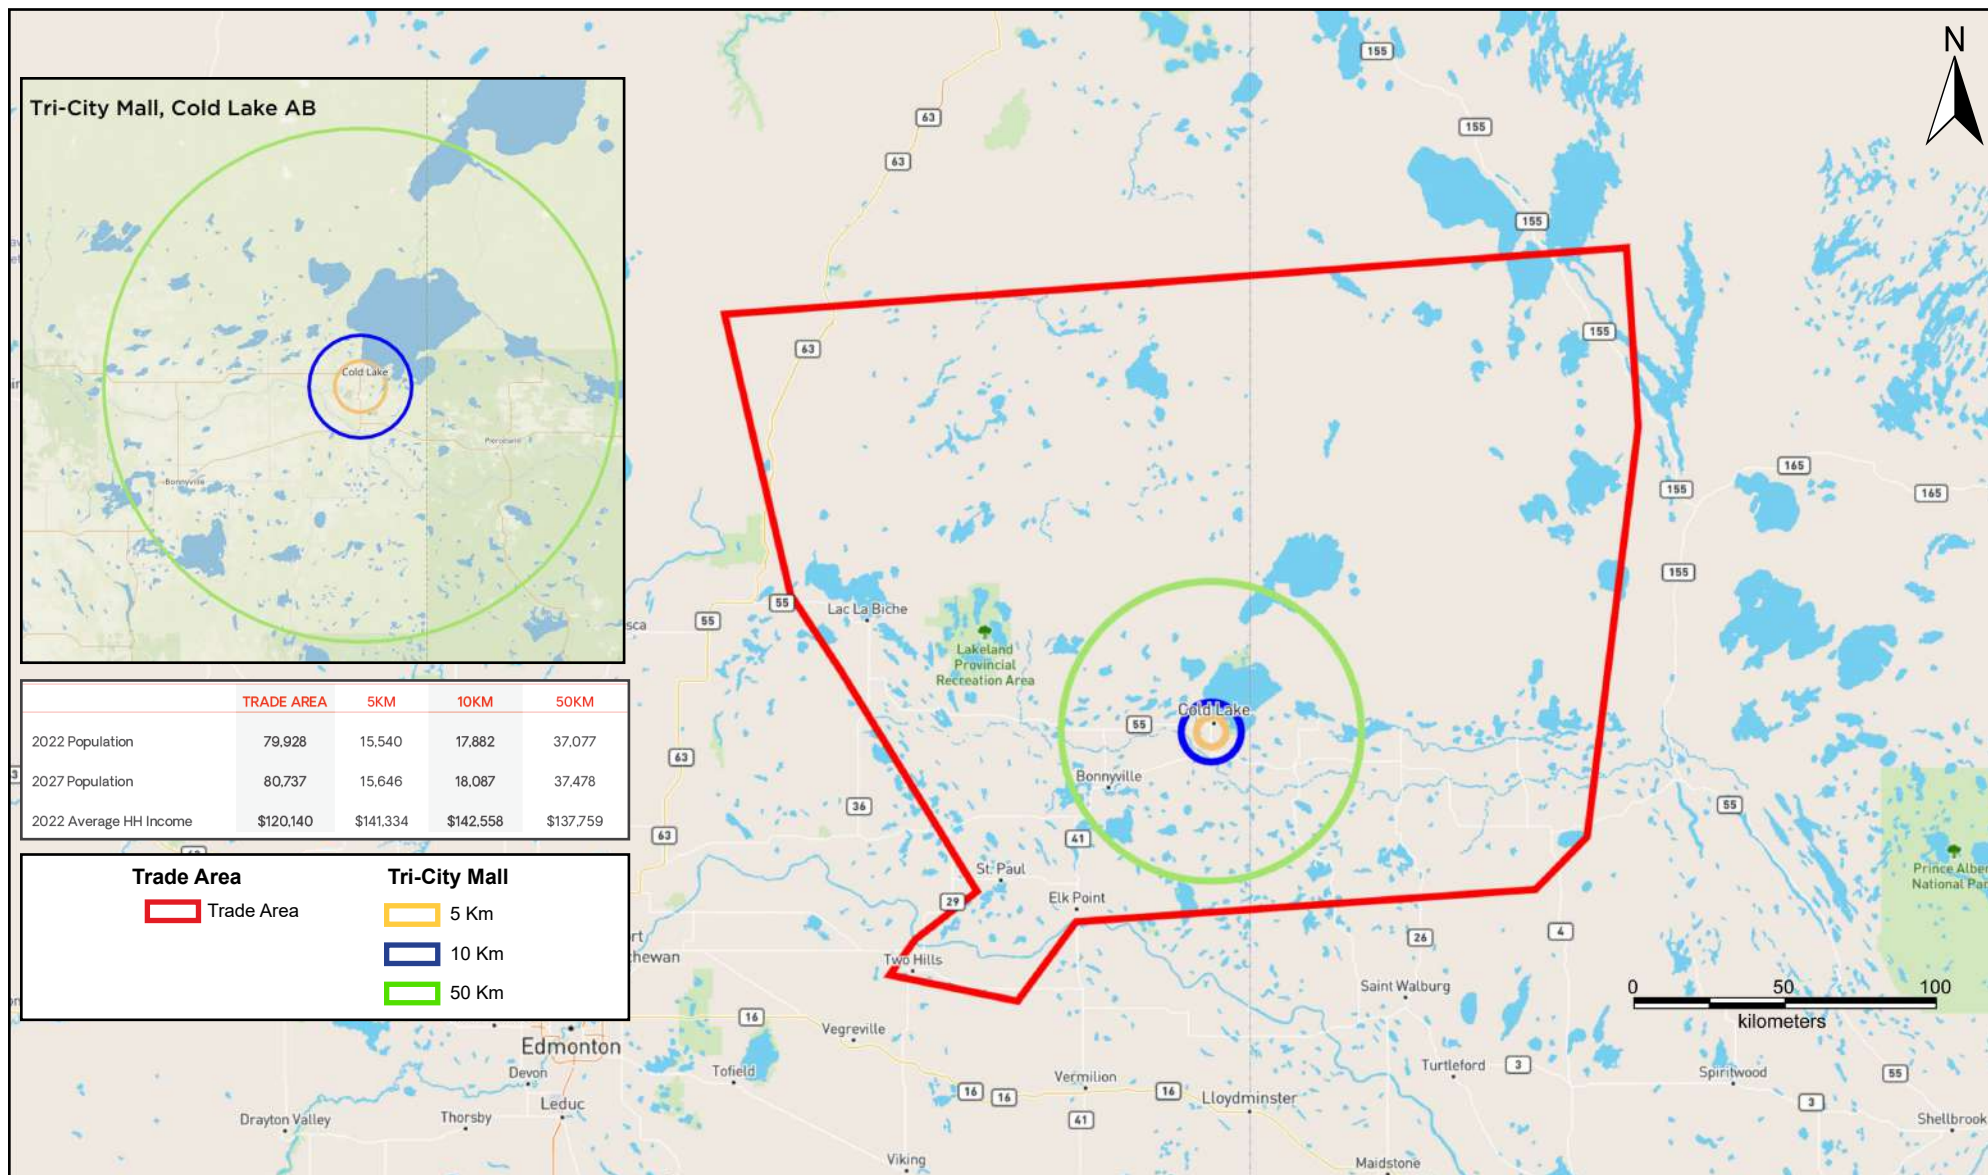 Tri-City Mall, Cold Lake AB
Cold Lake
Bonnyville
Pierceland
TRADE AREA 5KM 10KM 50KM
2022 Population 79,928 15,540 17,882 37,077
2027 Population 80,737 15,646 18,087 37,478
2022 Average HH Income $120,140 $141,334 $142,558 $137,759
Trade Area
Trade Area
Tri-City Mall
5 Km
10 Km
50 Km
N
155
63
155
63
155
155
63
165
155
165
155
55
Lac La Biche
55
sca
Lakeland
Provincial
Recreation Area
Cold Lake
55
63
Bonnyville
36
55
63
41
St. Paul
Prince Alber
National Par
Elk Point
29
4
26
rt
chewan
Two Hills
Saint Walburg
0 50 100
kilometers
16
Vegreville
Edmonton
Turtleford
3
Devon
Tofield
Vermilion
Spiritwood
55
16
16
16
Lloydminster
Leduc
3
Drayton Valley
Thorsby
41
Shellbrook
Viking
Maidstone